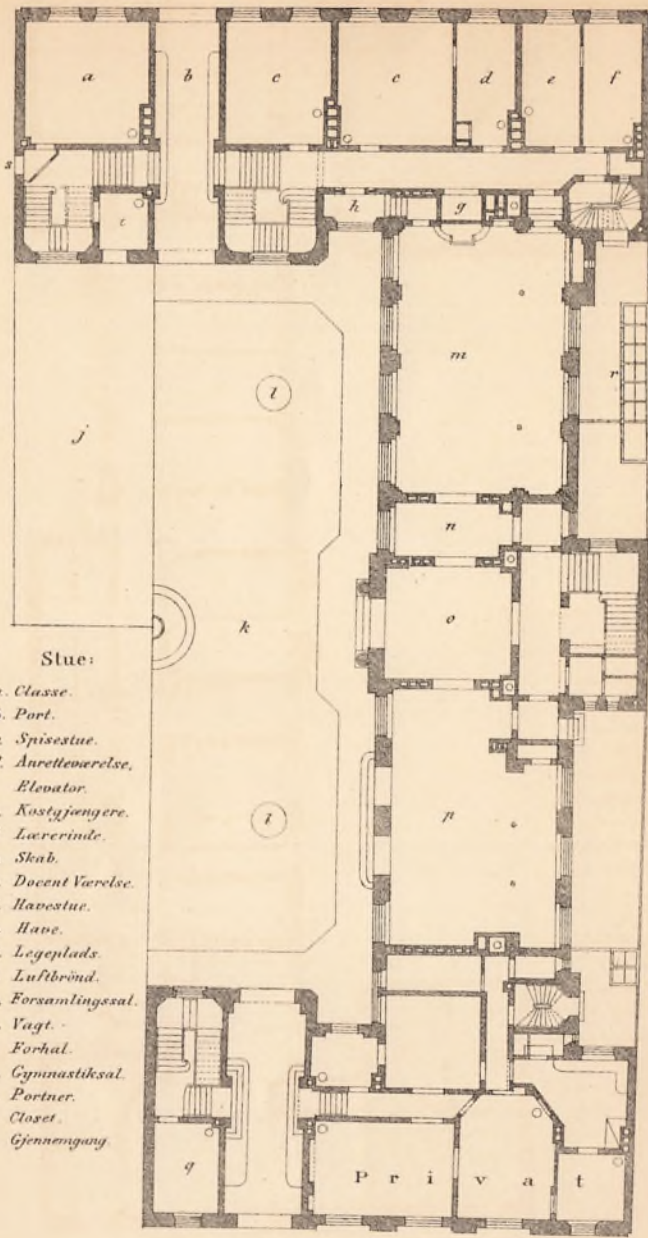 a b c c d e f
s
t h g
m
r
j
l
n
k o
Stue:
Classe.
Port.
Spisestue.
Anretteværelse.
Elevator.
Kostgjængere.
Lærerinde.
Skab.
Docent Værelse.
Havestue.
Have.
Legeplads.
Luftbrönd.
Forsamlingssal.
Vagt.
Forhal.
Gymnastiksal.
Portner.
Closet.
Gjennemgang.
l p
q Privat